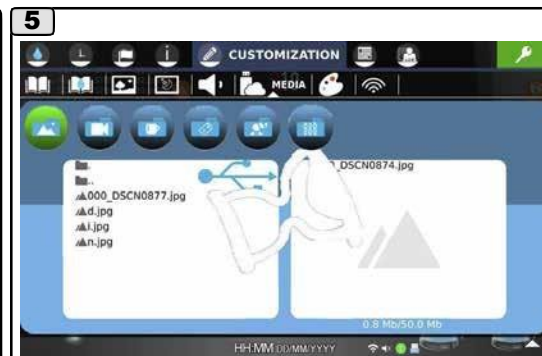 5
CUSTOMIZATION
MEDIA
000_DSCN0877.jpg
d.jpg
i.jpg
n.jpg
_DSCN0874.jpg
0.8 Mb/50.0 Mb
HH:MM DD/MM/YYYY